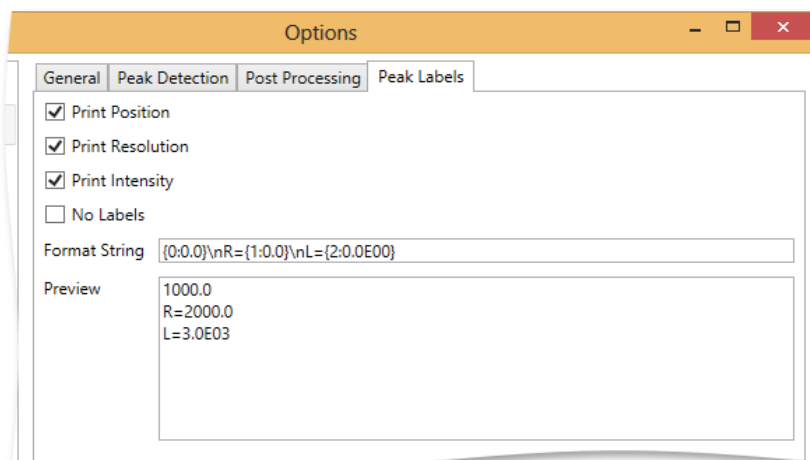 Options
General Peak Detection Post Processing Peak Labels
Print Position
Print Resolution
Print Intensity
No Labels
Format String {0:0.0}\nR={1:0.0}\nL={2:0.0E00}
Preview 1000.0
R=2000.0
L=3.0E03